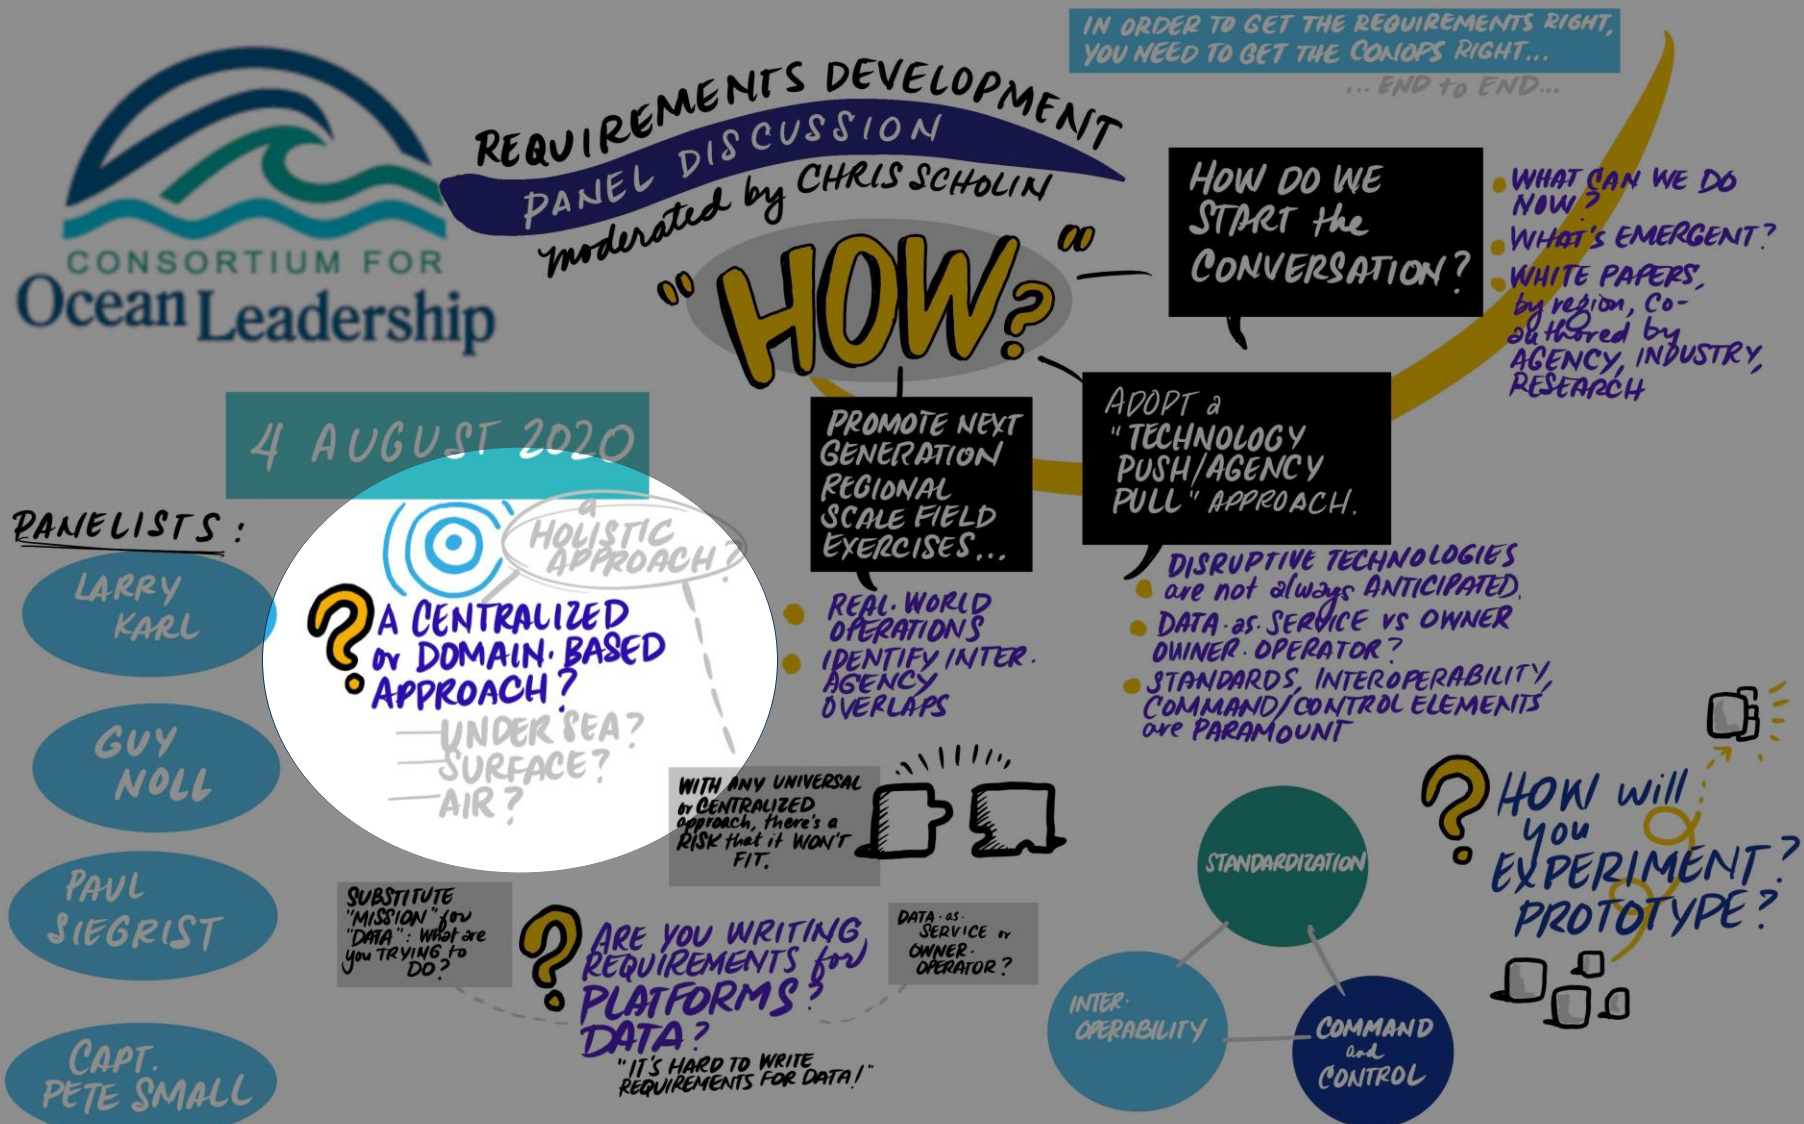 CONSORTIUM FOR
Ocean Leadership
REQUIREMENTS DEVELOPMENT
PANEL DISCUSSION
moderated by CHRIS SCHOLIN
IN ORDER TO GET THE REQUIREMENTS RIGHT,
YOU NEED TO GET THE CONOPS RIGHT...
... END to END...
"HOW?"
HOW DO WE
START the
CONVERSATION?
WHAT CAN WE DO
NOW?
WHAT'S EMERGENT?
WHITE PAPERS,
by region, Co-
authored by
AGENCY, INDUSTRY,
RESEARCH
PROMOTE NEXT
GENERATION
REGIONAL
SCALE FIELD
EXERCISES...
REAL-WORLD
OPERATIONS
IDENTIFY INTER-
AGENCY
OVERLAPS
ADOPT a
"TECHNOLOGY
PUSH/AGENCY
PULL" APPROACH.
DISRUPTIVE TECHNOLOGIES
are not always ANTICIPATED.
DATA-as-SERVICE VS OWNER
OWNER-OPERATOR?
STANDARDS, INTEROPERABILITY,
COMMAND/CONTROL ELEMENTS
are PARAMOUNT
4 AUGUST 2020
PANELISTS:
LARRY
KARL
GUY
NOLL
PAUL
SIEGRIST
CAPT.
PETE SMALL
a
HOLISTIC
APPROACH?
? A CENTRALIZED
or DOMAIN-BASED
APPROACH?
—UNDER SEA?
—SURFACE?
—AIR?
WITH ANY UNIVERSAL
or CENTRALIZED
approach, there's a
RISK that it WON'T
FIT.
SUBSTITUTE
"MISSION" for
"DATA": What are
you TRYING to
DO?
? ARE YOU WRITING
REQUIREMENTS for
PLATFORMS?
DATA?
"IT'S HARD TO WRITE
REQUIREMENTS FOR DATA!"
DATA-as-
SERVICE or
OWNER-
OPERATOR?
STANDARDIZATION
INTER-
OPERABILITY
COMMAND
and
CONTROL
? HOW will
you
EXPERIMENT?
PROTOTYPE?